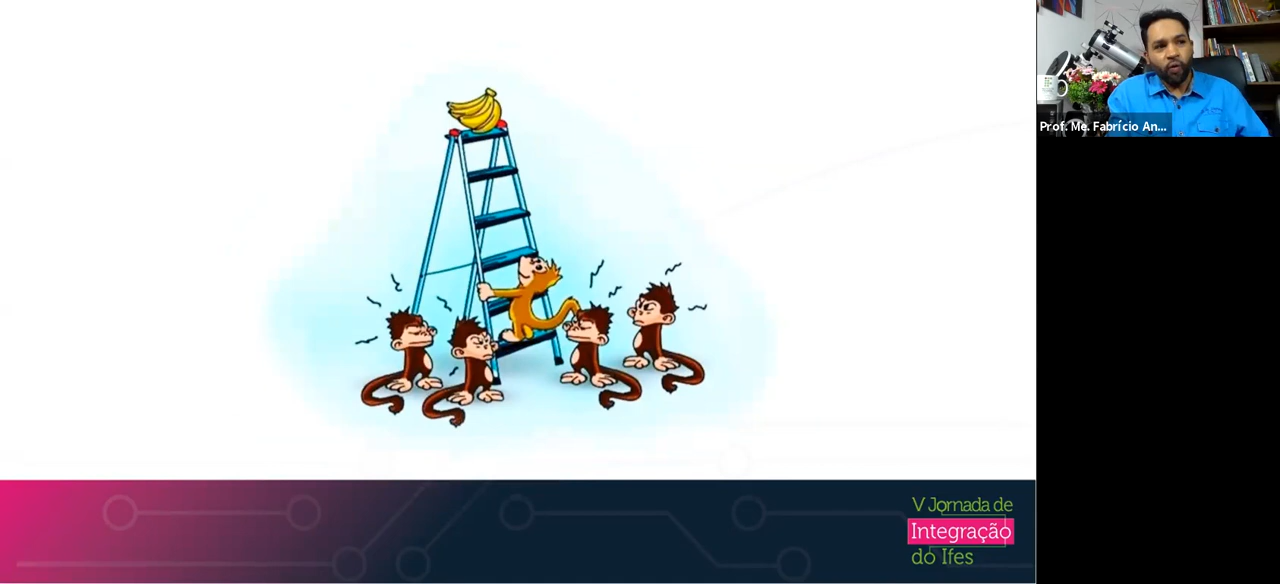 Prof. Me. Fabrício An...
V Jornada de
Integração
do Ifes